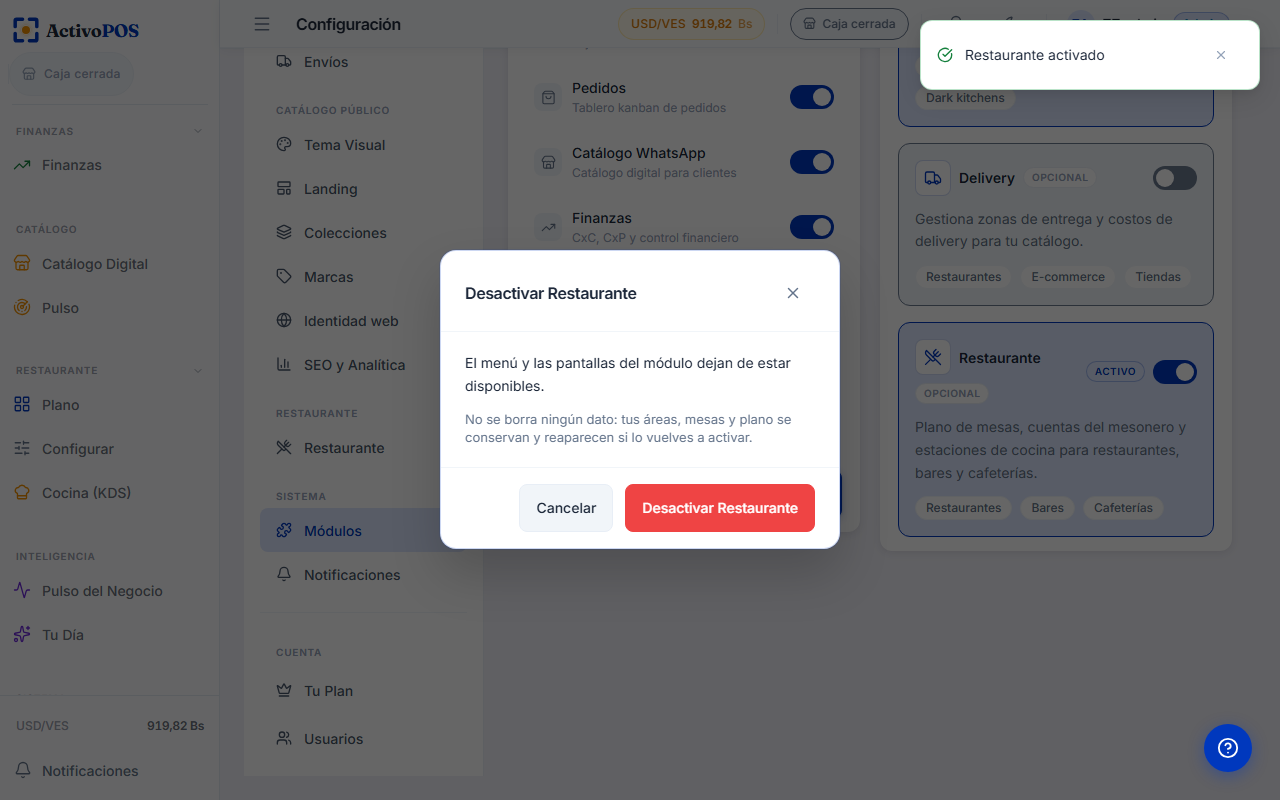 ActivoPOS
Caja cerrada
FINANZAS
Finanzas
CATÁLOGO
Catálogo Digital
Pulso
RESTAURANTE
Plano
Configurar
Cocina (KDS)
INTELIGENCIA
Pulso del Negocio
Tu Día
USD/VES 919,82 Bs
Notificaciones
Configuración
USD/VES 919,82 Bs
Caja cerrada
Restaurante activado
Envíos
CATÁLOGO PÚBLICO
Tema Visual
Landing
Colecciones
Marcas
Identidad web
SEO y Analítica
RESTAURANTE
Restaurante
SISTEMA
Módulos
Notificaciones
CUENTA
Tu Plan
Usuarios
Pedidos
Tablero kanban de pedidos
Catálogo WhatsApp
Catálogo digital para clientes
Finanzas
CxC, CxP y control financiero
Desactivar Restaurante
El menú y las pantallas del módulo dejan de estar
disponibles.
No se borra ningún dato: tus áreas, mesas y plano se
conservan y reaparecen si lo vuelves a activar.
Cancelar
Desactivar Restaurante
Dark kitchens
Delivery OPCIONAL
Gestiona zonas de entrega y costos de
delivery para tu catálogo.
Restaurantes E-commerce Tiendas
Restaurante
ACTIVO
OPCIONAL
Plano de mesas, cuentas del mesonero y
estaciones de cocina para restaurantes,
bares y cafeterías.
Restaurantes Bares Cafeterías